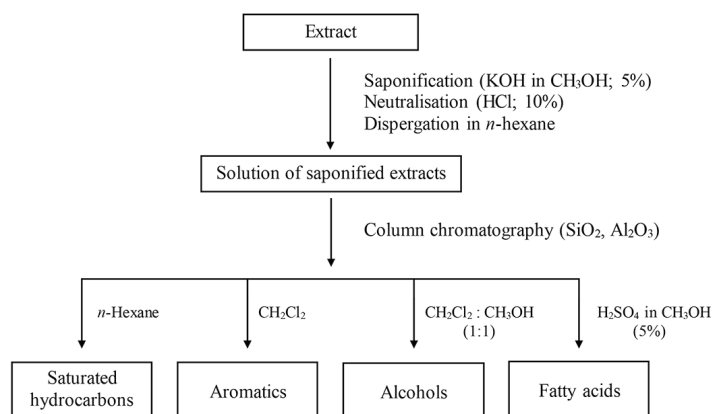 Extract
Saponification (KOH in CH₃OH; 5%)
Neutralisation (HCl; 10%)
Dispergation in n-hexane
Solution of saponified extracts
Column chromatography (SiO₂, Al₂O₃)
n-Hexane
CH₂Cl₂
CH₂Cl₂ : CH₃OH
(1:1)
H₂SO₄ in CH₃OH
(5%)
Saturated
hydrocarbons
Aromatics
Alcohols
Fatty acids